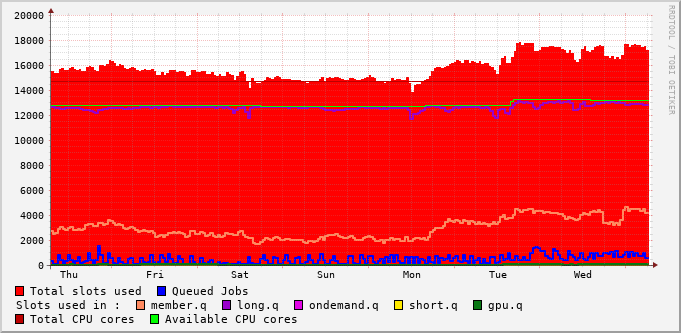 RRDTOOL / TOBI OETIKER
20000
18000
16000
14000
12000
10000
8000
6000
4000
2000
0
Thu Fri Sat Sun Mon Tue Wed
Total slots used Queued Jobs
Slots used in : member.q long.q ondemand.q short.q gpu.q
Total CPU cores Available CPU cores